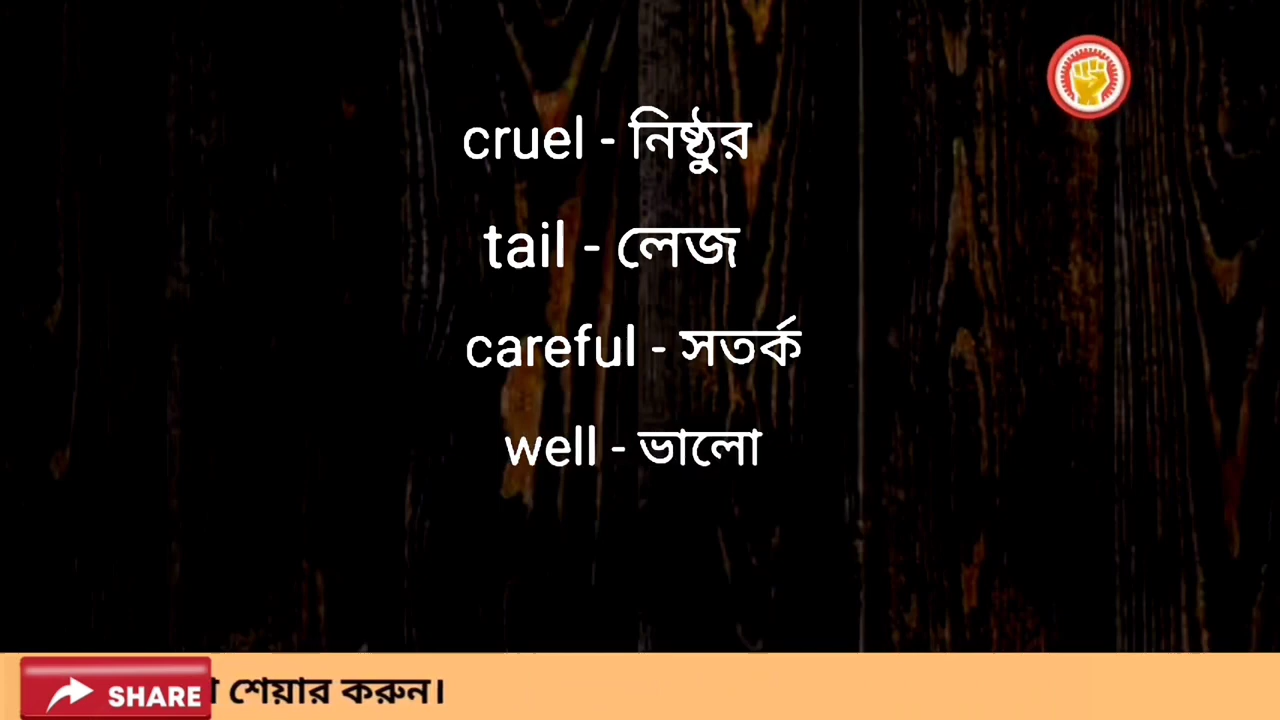 cruel - নিষ্ঠুর
tail - লেজ
careful - সতর্ক
well - ভালো
SHARE শেয়ার করুন।